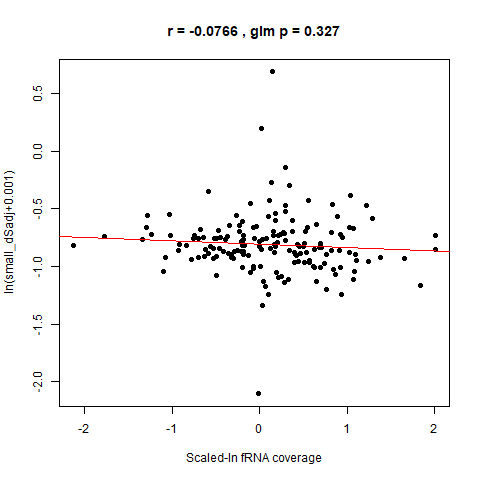 r = -0.0766 , glm p = 0.327
ln(small_dSadj+0.001)
0.5
0.0
-0.5
-1.0
-1.5
-2.0
-2 -1 0 1 2
Scaled-ln fRNA coverage